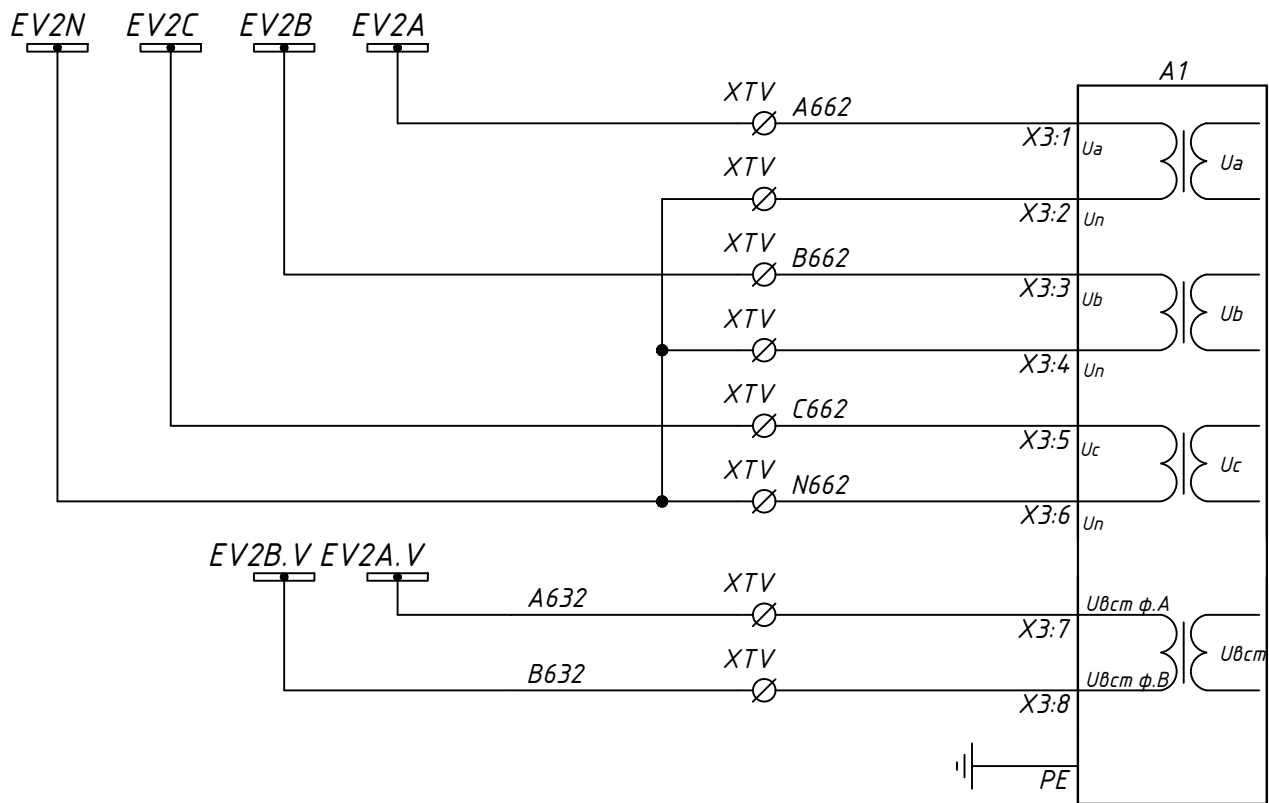 EV2N EV2C EV2B EV2A
A1
XTV A662
X3:1 Ua Ua
XTV
X3:2 Un
XTV B662
X3:3 Ub Ub
XTV
X3:4 Un
XTV C662
X3:5 Uc Uc
XTV N662
X3:6 Un
EV2B.V EV2A.V
A632 XTV Uвст ф.A
X3:7
Uвст
B632 XTV Uвст ф.B
X3:8
PE